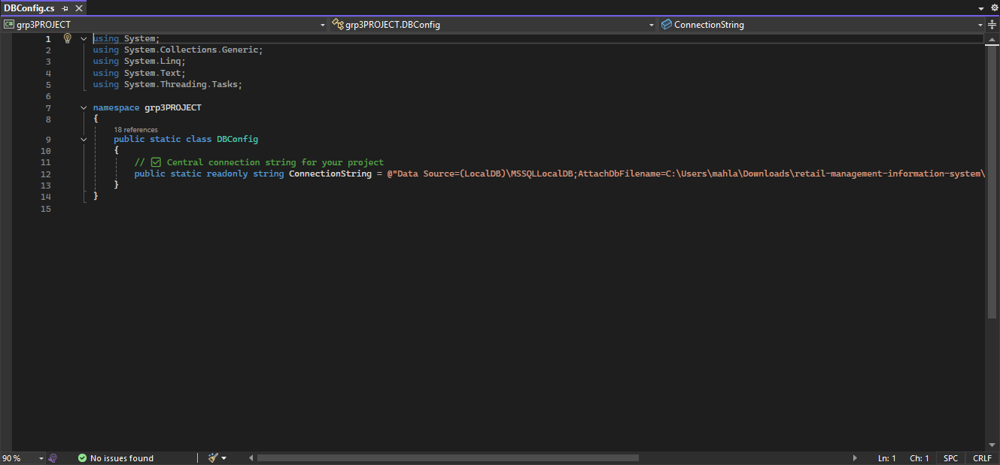 DBConfig.cs
C# grp3PROJECT grp3PROJECT.DBConfig ConnectionString
1 using System;
2 using System.Collections.Generic;
3 using System.Linq;
4 using System.Text;
5 using System.Threading.Tasks;
6
7 namespace grp3PROJECT
8 {
18 references
9 public static class DBConfig
10 {
11 // ✅ Central connection string for your project
12 public static readonly string ConnectionString = @"Data Source=(LocalDB)\MSSQLLocalDB;AttachDbFilename=C:\Users\mahla\Downloads\retail-management-information-system\
13 }
14 }
15
90 % No issues found Ln: 1 Ch: 1 SPC CRLF